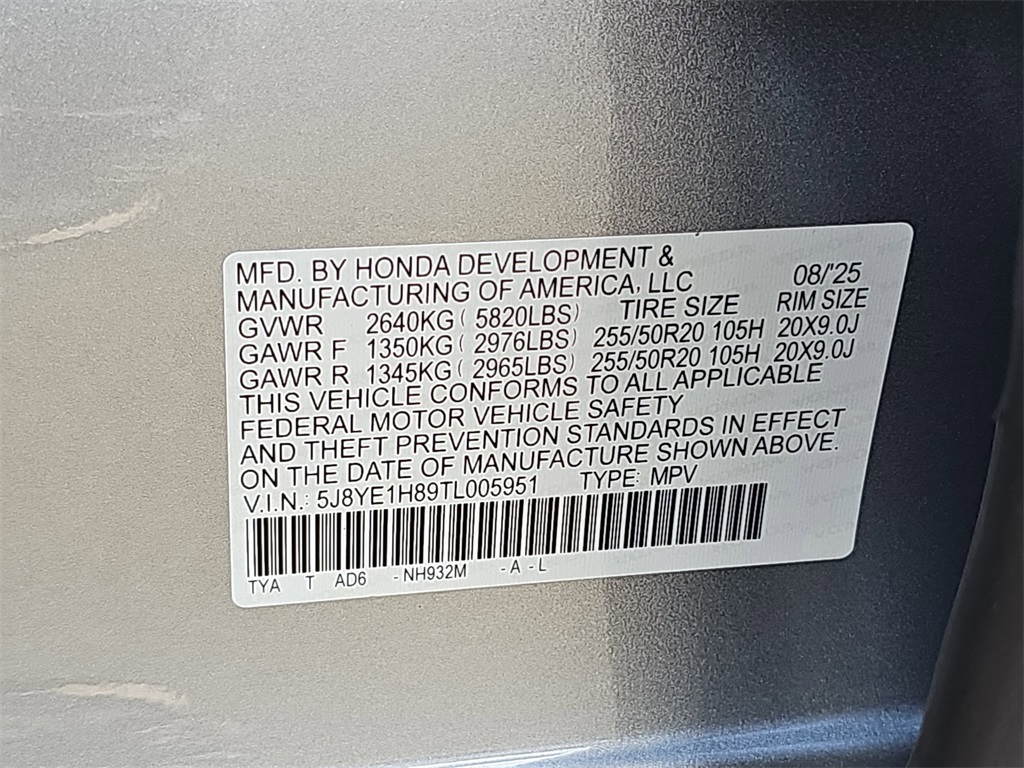 MFD. BY HONDA DEVELOPMENT &
MANUFACTURING OF AMERICA, LLC 08/'25
GVWR 2640KG ( 5820LBS) TIRE SIZE RIM SIZE
GAWR F 1350KG ( 2976LBS) 255/50R20 105H 20X9.0J
GAWR R 1345KG ( 2965LBS) 255/50R20 105H 20X9.0J
THIS VEHICLE CONFORMS TO ALL APPLICABLE
FEDERAL MOTOR VEHICLE SAFETY
AND THEFT PREVENTION STANDARDS IN EFFECT
ON THE DATE OF MANUFACTURE SHOWN ABOVE.
V.I.N.: 5J8YE1H89TL005951 TYPE: MPV
TYA T AD6 -NH932M -A-L